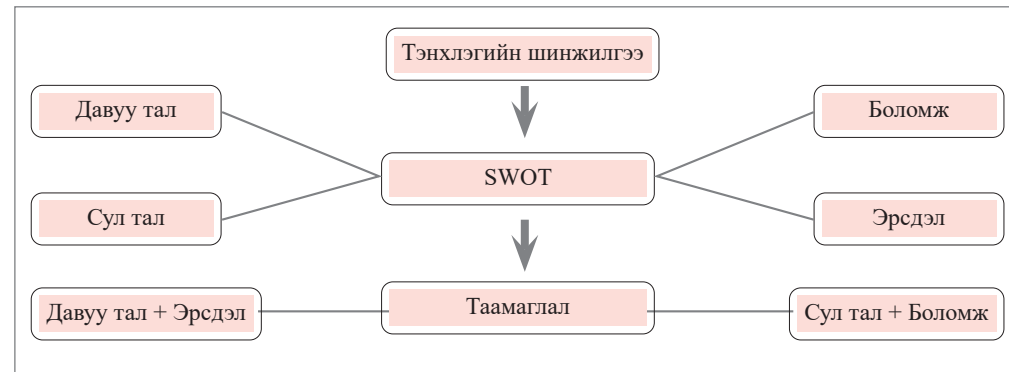 Тэнхлэгийн шинжилгээ
Давуу тал
Боломж
SWOT
Сул тал
Эрсдэл
Давуу тал + Эрсдэл
Таамаглал
Сул тал + Боломж